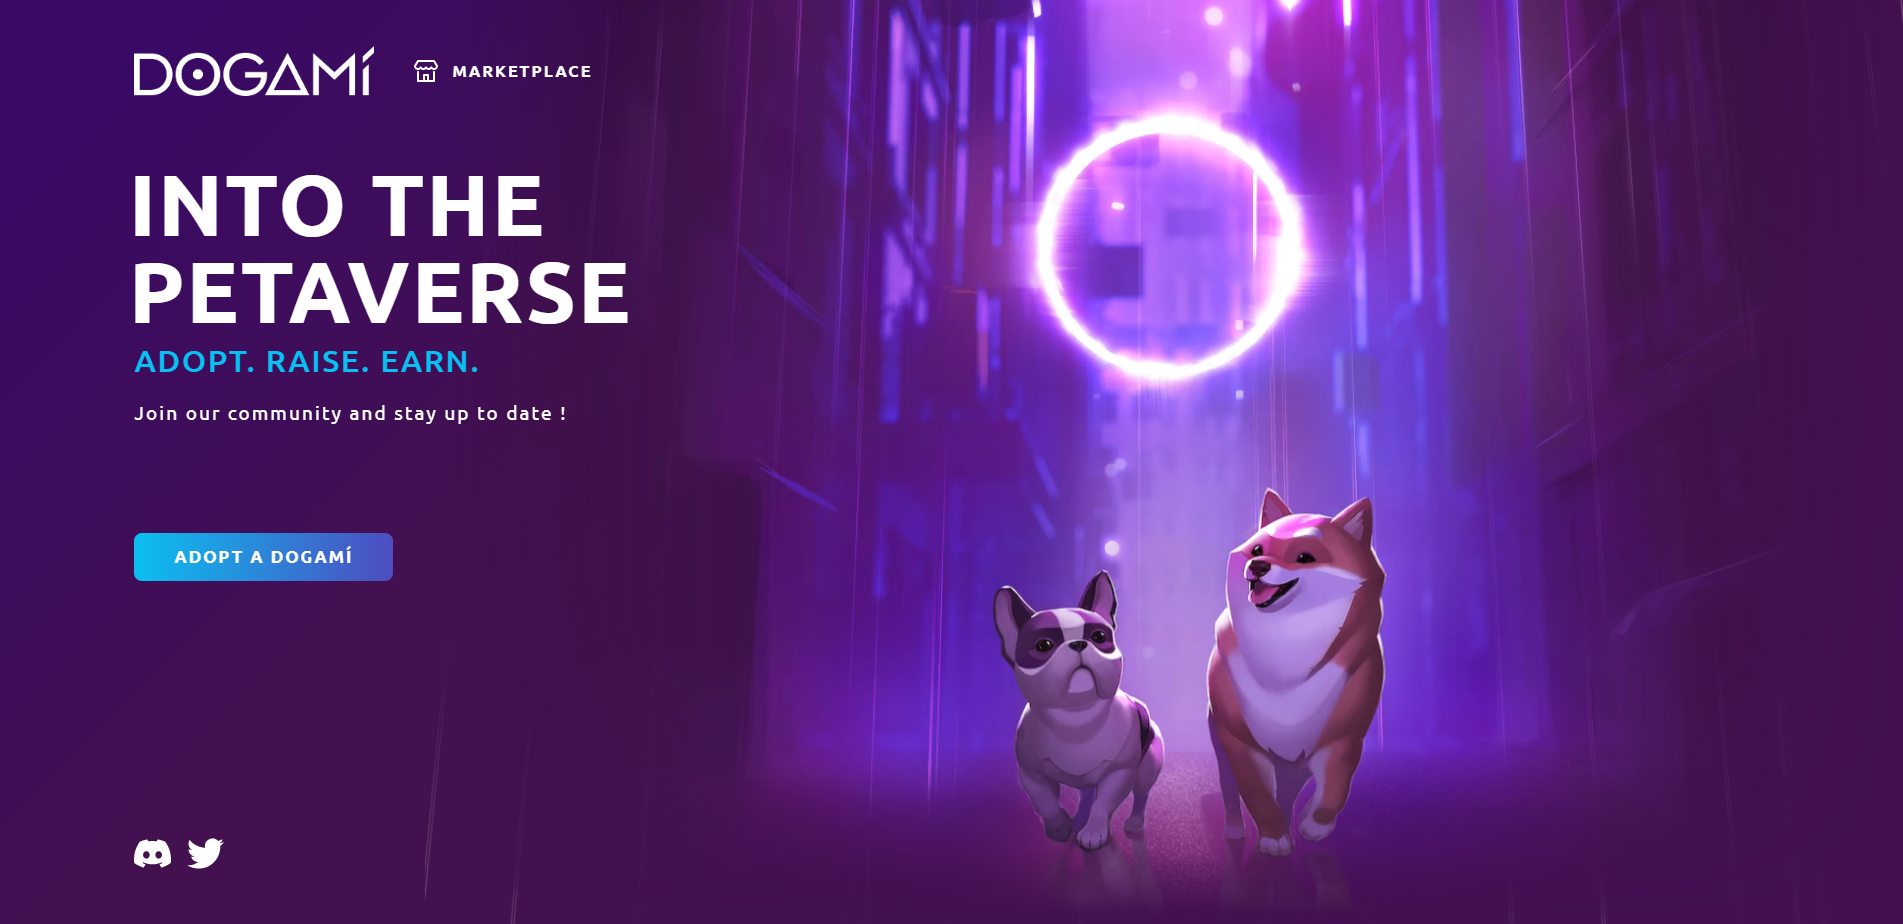 DOGAMÍ
MARKETPLACE
INTO THE
PETAVERSE
ADOPT. RAISE. EARN.
Join our community and stay up to date !
ADOPT A DOGAMÍ